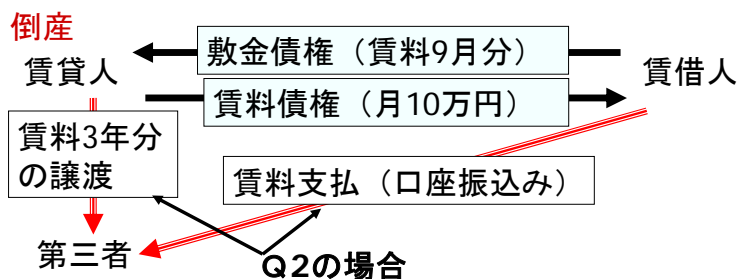 倒産
敷金債権（賃料9月分）
賃貸人
賃借人
賃料債権（月10万円）
賃料3年分
の譲渡
賃料支払（口座振込み）
第三者
Q2の場合